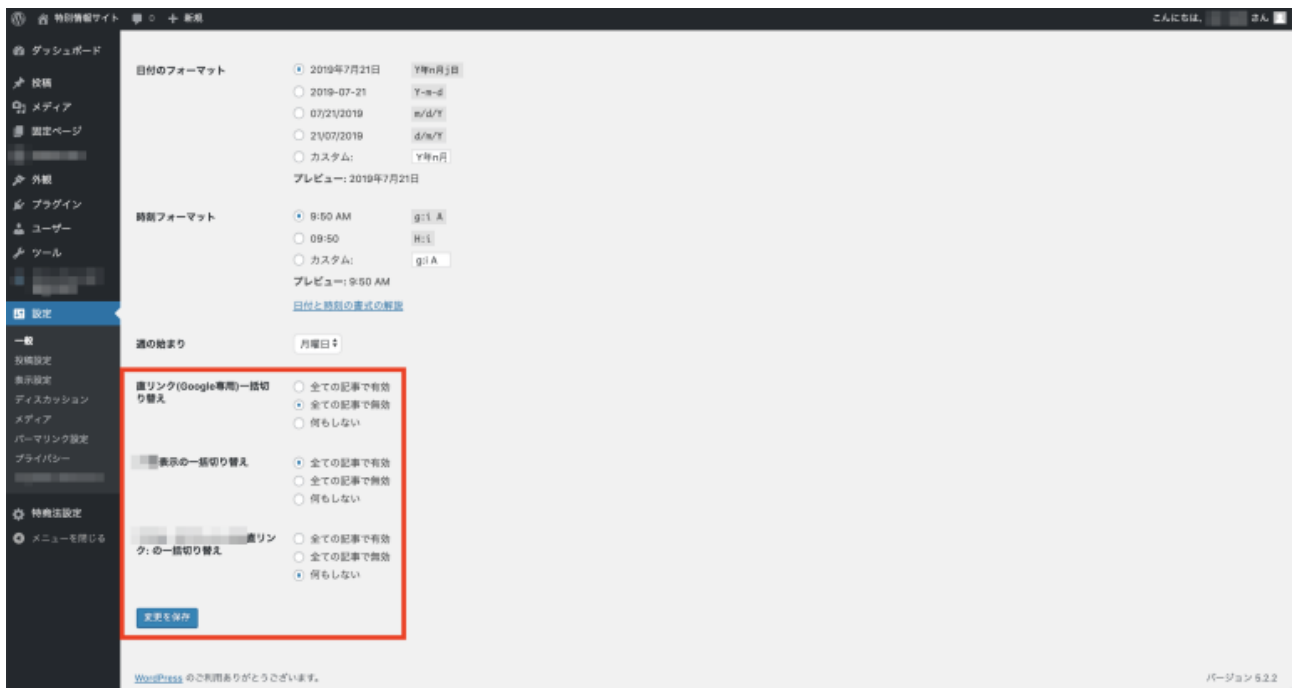 特別情報サイト 0 + 新規
こんにちは、 さん
ダッシュボード
投稿
メディア
固定ページ
外観
プラグイン
ユーザー
ツール
設定
一般
投稿設定
表示設定
ディスカッション
メディア
パーマリンク設定
プライバシー
特商法設定
メニューを閉じる
日付のフォーマット
2019年7月21日 Y年n月j日
2019-07-21 Y-m-d
07/21/2019 m/d/Y
21/07/2019 d/m/Y
カスタム: Y年n月
プレビュー: 2019年7月21日
時刻フォーマット
9:50 AM g:i A
09:50 H:i
カスタム: g:i A
プレビュー: 9:50 AM
日付と時刻の書式の解説
週の始まり 月曜日
直リンク(Google専用)一括切
り替え
全ての記事で有効
全ての記事で無効
何もしない
表示の一括切り替え
全ての記事で有効
全ての記事で無効
何もしない
直リン
ク: の一括切り替え
全ての記事で有効
全ての記事で無効
何もしない
変更を保存
WordPress のご利用ありがとうございます。
バージョン 5.2.2